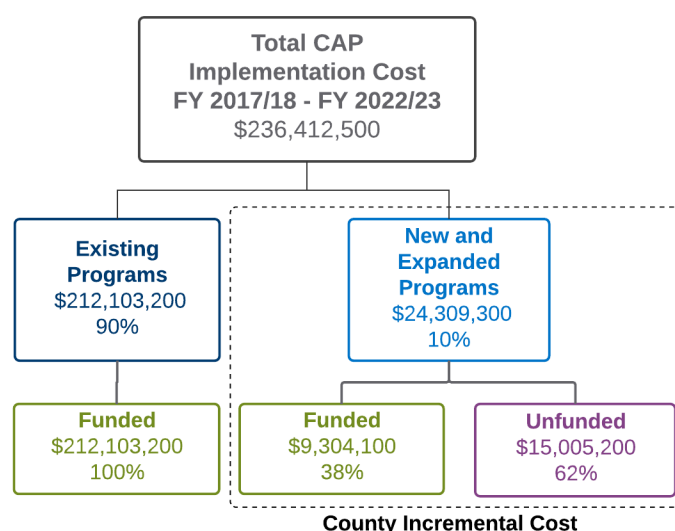 Total CAP
Implementation Cost
FY 2017/18 - FY 2022/23
$236,412,500
Existing
Programs
$212,103,200
90%
New and
Expanded
Programs
$24,309,300
10%
Funded
$212,103,200
100%
Funded
$9,304,100
38%
Unfunded
$15,005,200
62%
County Incremental Cost